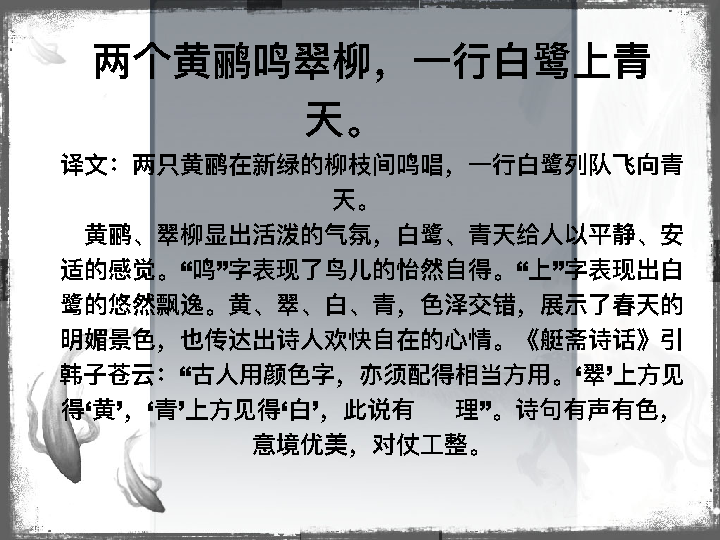 两个黄鹂鸣翠柳，一行白鹭上青
天。
译文：两只黄鹂在新绿的柳枝间鸣唱，一行白鹭列队飞向青
天。
黄鹂、翠柳显出活泼的气氛，白鹭、青天给人以平静、安
适的感觉。“鸣”字表现了鸟儿的怡然自得。“上”字表现出白
鹭的悠然飘逸。黄、翠、白、青，色泽交错，展示了春天的
明媚景色，也传达出诗人欢快自在的心情。《艇斋诗话》引
韩子苍云：“古人用颜色字，亦须配得相当方用。‘翠’上方见
得‘黄’，‘青’上方见得‘白’，此说有 理”。诗句有声有色，
意境优美，对仗工整。